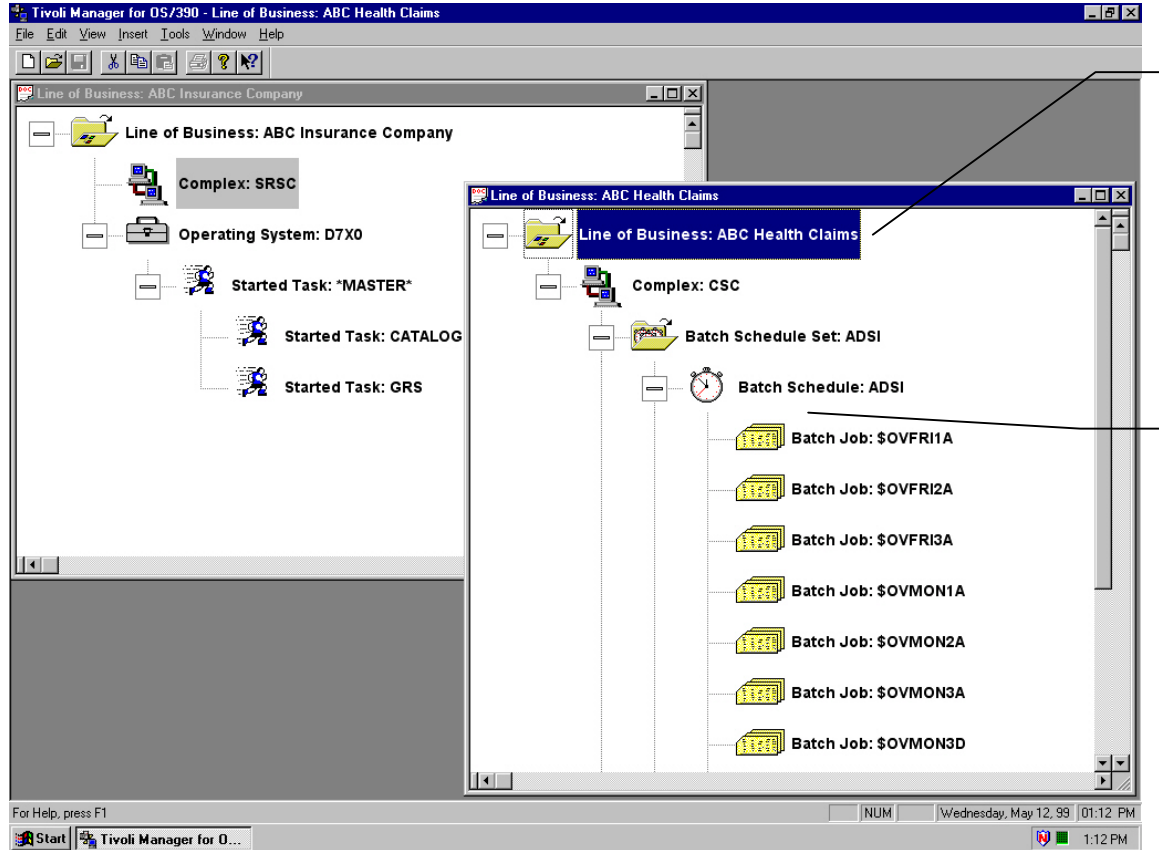 Tivoli Manager for OS/390 - Line of Business: ABC Health Claims
File Edit View Insert Tools Window Help
Line of Business: ABC Insurance Company
Line of Business: ABC Insurance Company
Complex: SRSC
Operating System: D7X0
Started Task: *MASTER*
Started Task: CATALOG
Started Task: GRS
Line of Business: ABC Health Claims
Line of Business: ABC Health Claims
Complex: CSC
Batch Schedule Set: ADSI
Batch Schedule: ADSI
Batch Job: $OVFRI1A
Batch Job: $OVFRI2A
Batch Job: $OVFRI3A
Batch Job: $OVMON1A
Batch Job: $OVMON2A
Batch Job: $OVMON3A
Batch Job: $OVMON3D
For Help, press F1
NUM
Wednesday, May 12, 99
01:12 PM
Start
Tivoli Manager for O...
1:12 PM